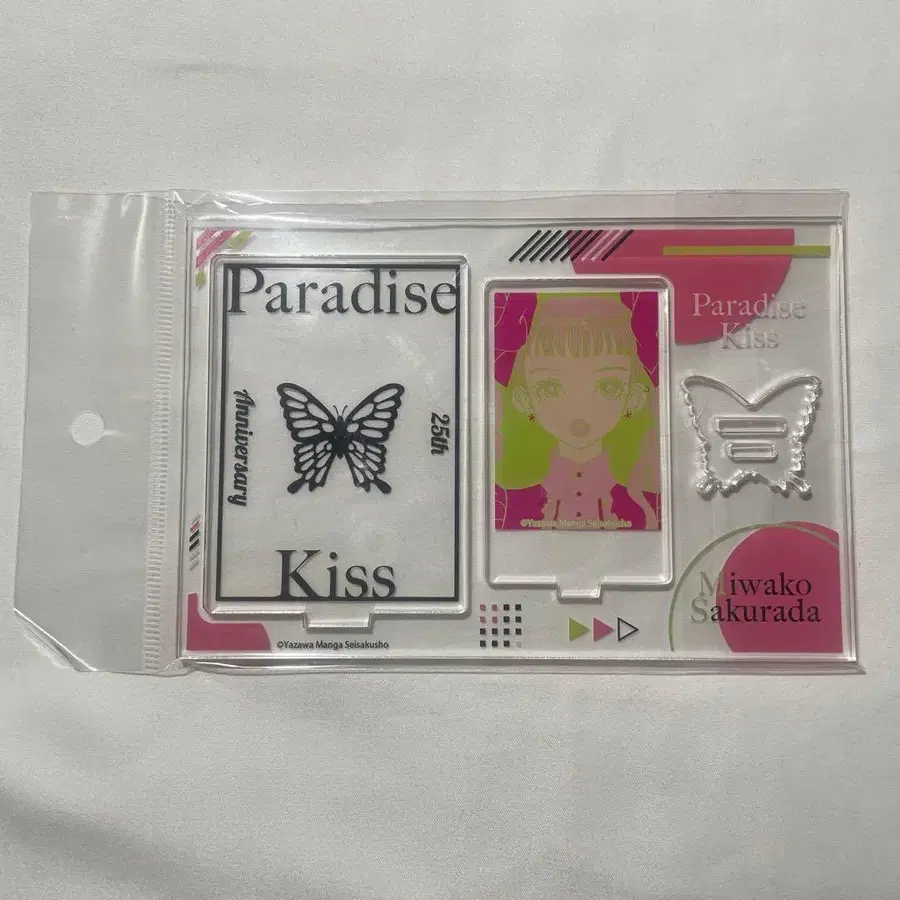 Paradise
25th
Anniversary
Kiss
©Yazawa Manga Seisakusho
©Yazawa Manga Seisakusho
Paradise
Kiss
Miwako
Sakurada